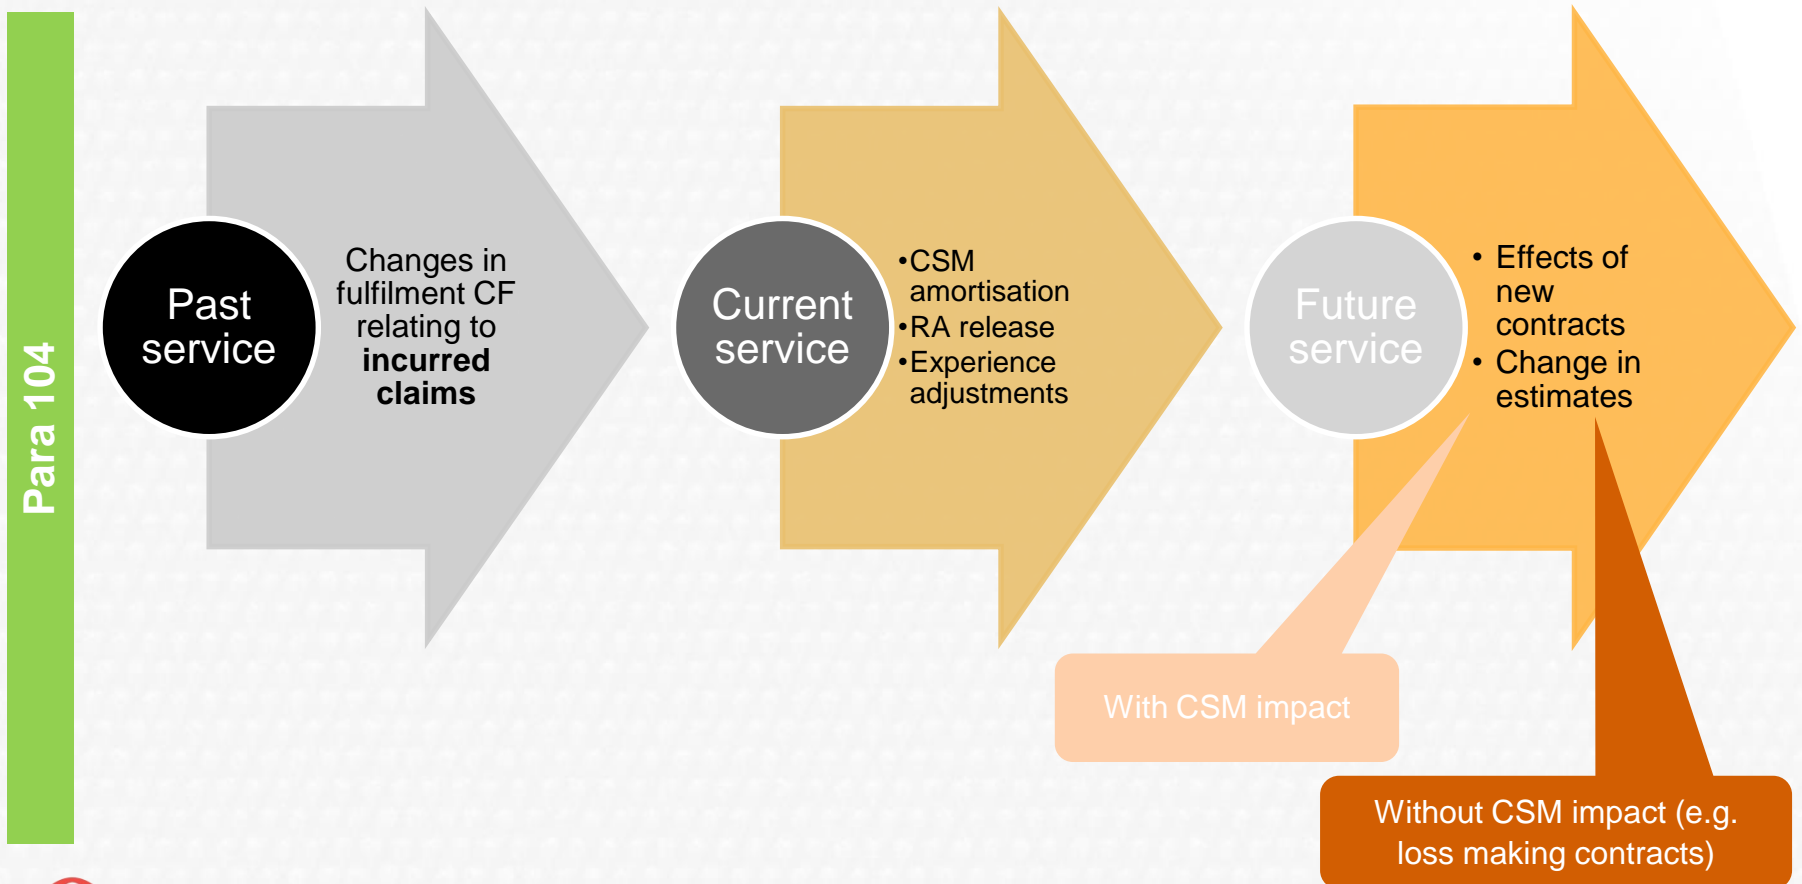 Para 104
Past
service
Changes in
fulfilment CF
relating to
incurred
claims
Current
service
•CSM
amortisation
•RA release
•Experience
adjustments
Future
service
• Effects of
new
contracts
• Change in
estimates
With CSM impact
Without CSM impact (e.g.
loss making contracts)